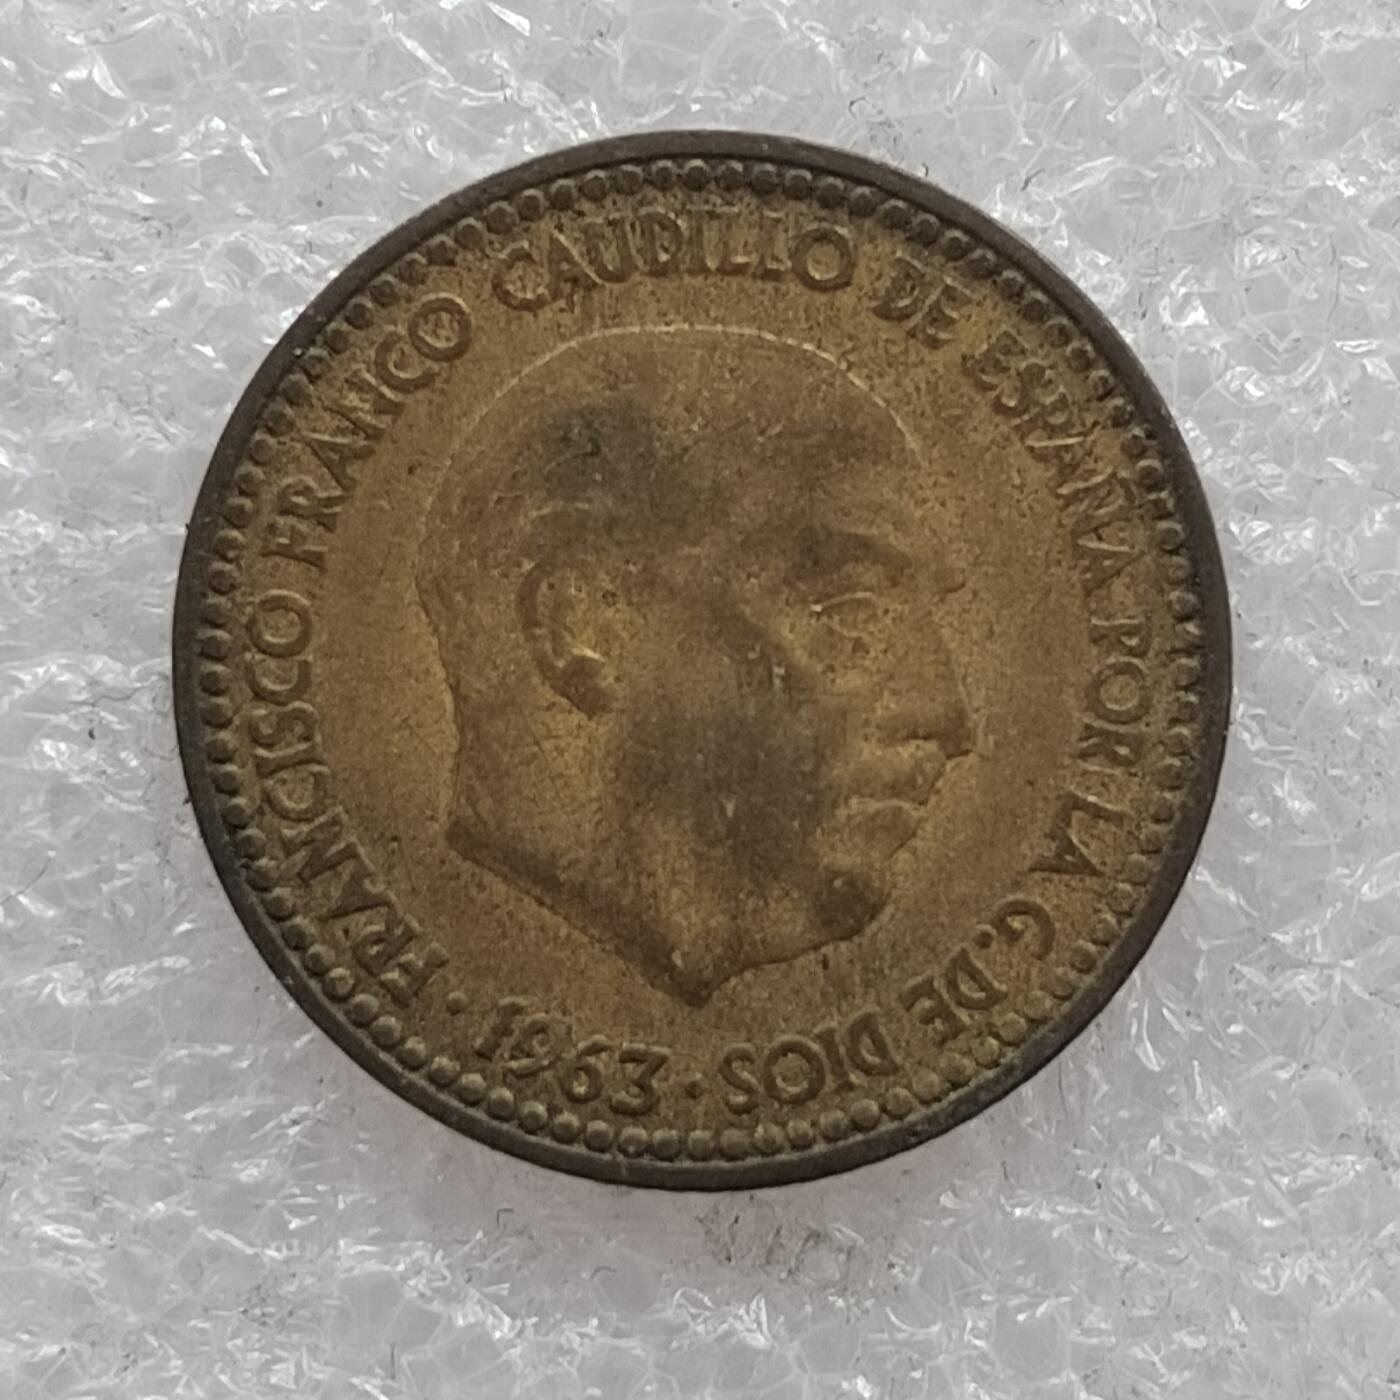 FRANCISCO FRANCO CAUDILLO DE ESPAÑA POR LA G. DE DIOS
· 1963 ·